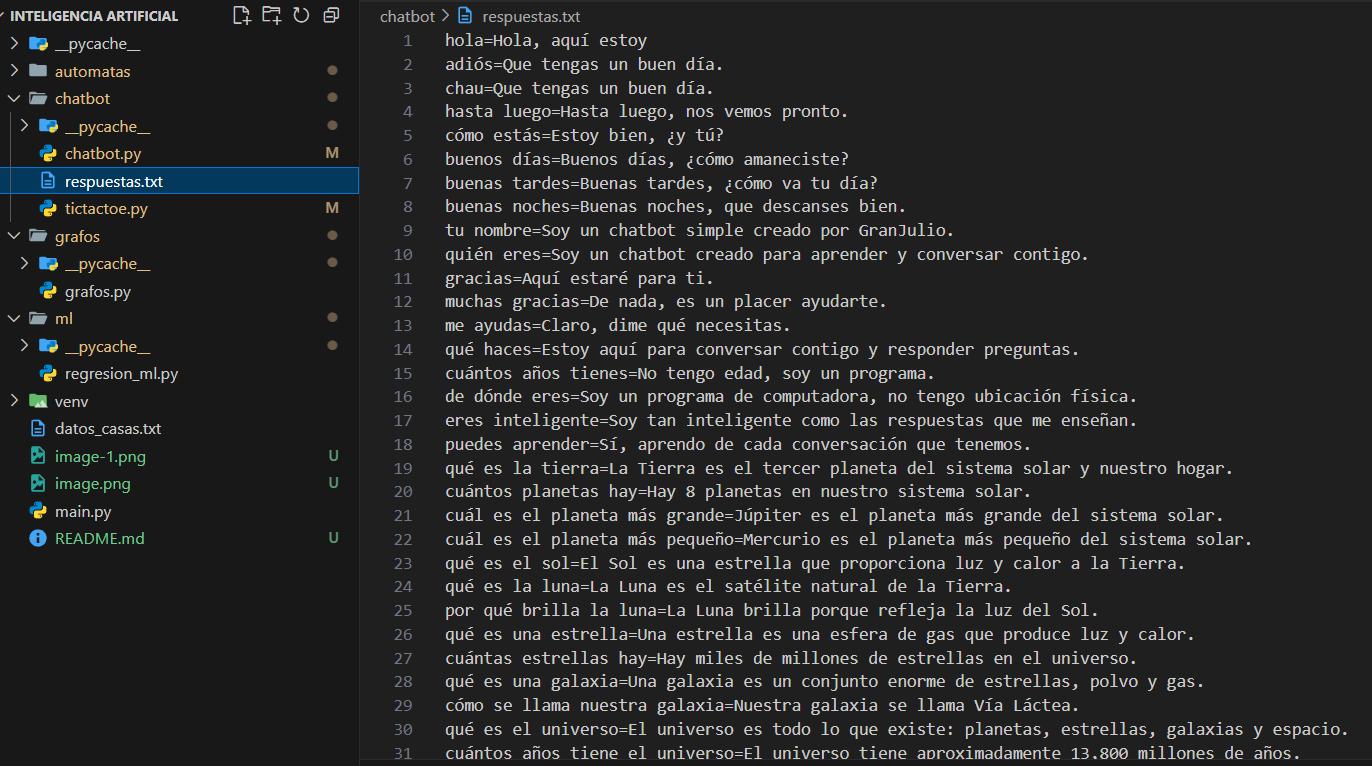 INTELIGENCIA ARTIFICIAL
__pycache__
automatas
chatbot
__pycache__
chatbot.py M
respuestas.txt
tictactoe.py M
grafos
__pycache__
grafos.py
ml
__pycache__
regresion_ml.py
venv
datos_casas.txt
image-1.png U
image.png U
main.py
README.md U
chatbot > respuestas.txt
1 hola=Hola, aquí estoy
2 adiós=Que tengas un buen día.
3 chau=Que tengas un buen día.
4 hasta luego=Hasta luego, nos vemos pronto.
5 cómo estás=Estoy bien, ¿y tú?
6 buenos días=Buenos días, ¿cómo amaneciste?
7 buenas tardes=Buenas tardes, ¿cómo va tu día?
8 buenas noches=Buenas noches, que descanses bien.
9 tu nombre=Soy un chatbot simple creado por GranJulio.
10 quién eres=Soy un chatbot creado para aprender y conversar contigo.
11 gracias=Aquí estaré para ti.
12 muchas gracias=De nada, es un placer ayudarte.
13 me ayudas=Claro, dime qué necesitas.
14 qué haces=Estoy aquí para conversar contigo y responder preguntas.
15 cuántos años tienes=No tengo edad, soy un programa.
16 de dónde eres=Soy un programa de computadora, no tengo ubicación física.
17 eres inteligente=Soy tan inteligente como las respuestas que me enseñan.
18 puedes aprender=Sí, aprendo de cada conversación que tenemos.
19 qué es la tierra=La Tierra es el tercer planeta del sistema solar y nuestro hogar.
20 cuántos planetas hay=Hay 8 planetas en nuestro sistema solar.
21 cuál es el planeta más grande=Júpiter es el planeta más grande del sistema solar.
22 cuál es el planeta más pequeño=Mercurio es el planeta más pequeño del sistema solar.
23 qué es el sol=El Sol es una estrella que proporciona luz y calor a la Tierra.
24 qué es la luna=La Luna es el satélite natural de la Tierra.
25 por qué brilla la luna=La Luna brilla porque refleja la luz del Sol.
26 qué es una estrella=Una estrella es una esfera de gas que produce luz y calor.
27 cuántas estrellas hay=Hay miles de millones de estrellas en el universo.
28 qué es una galaxia=Una galaxia es un conjunto enorme de estrellas, polvo y gas.
29 cómo se llama nuestra galaxia=Nuestra galaxia se llama Vía Láctea.
30 qué es el universo=El universo es todo lo que existe: planetas, estrellas, galaxias y espacio.
31 cuántos años tiene el universo=El universo tiene aproximadamente 13.800 millones de años.